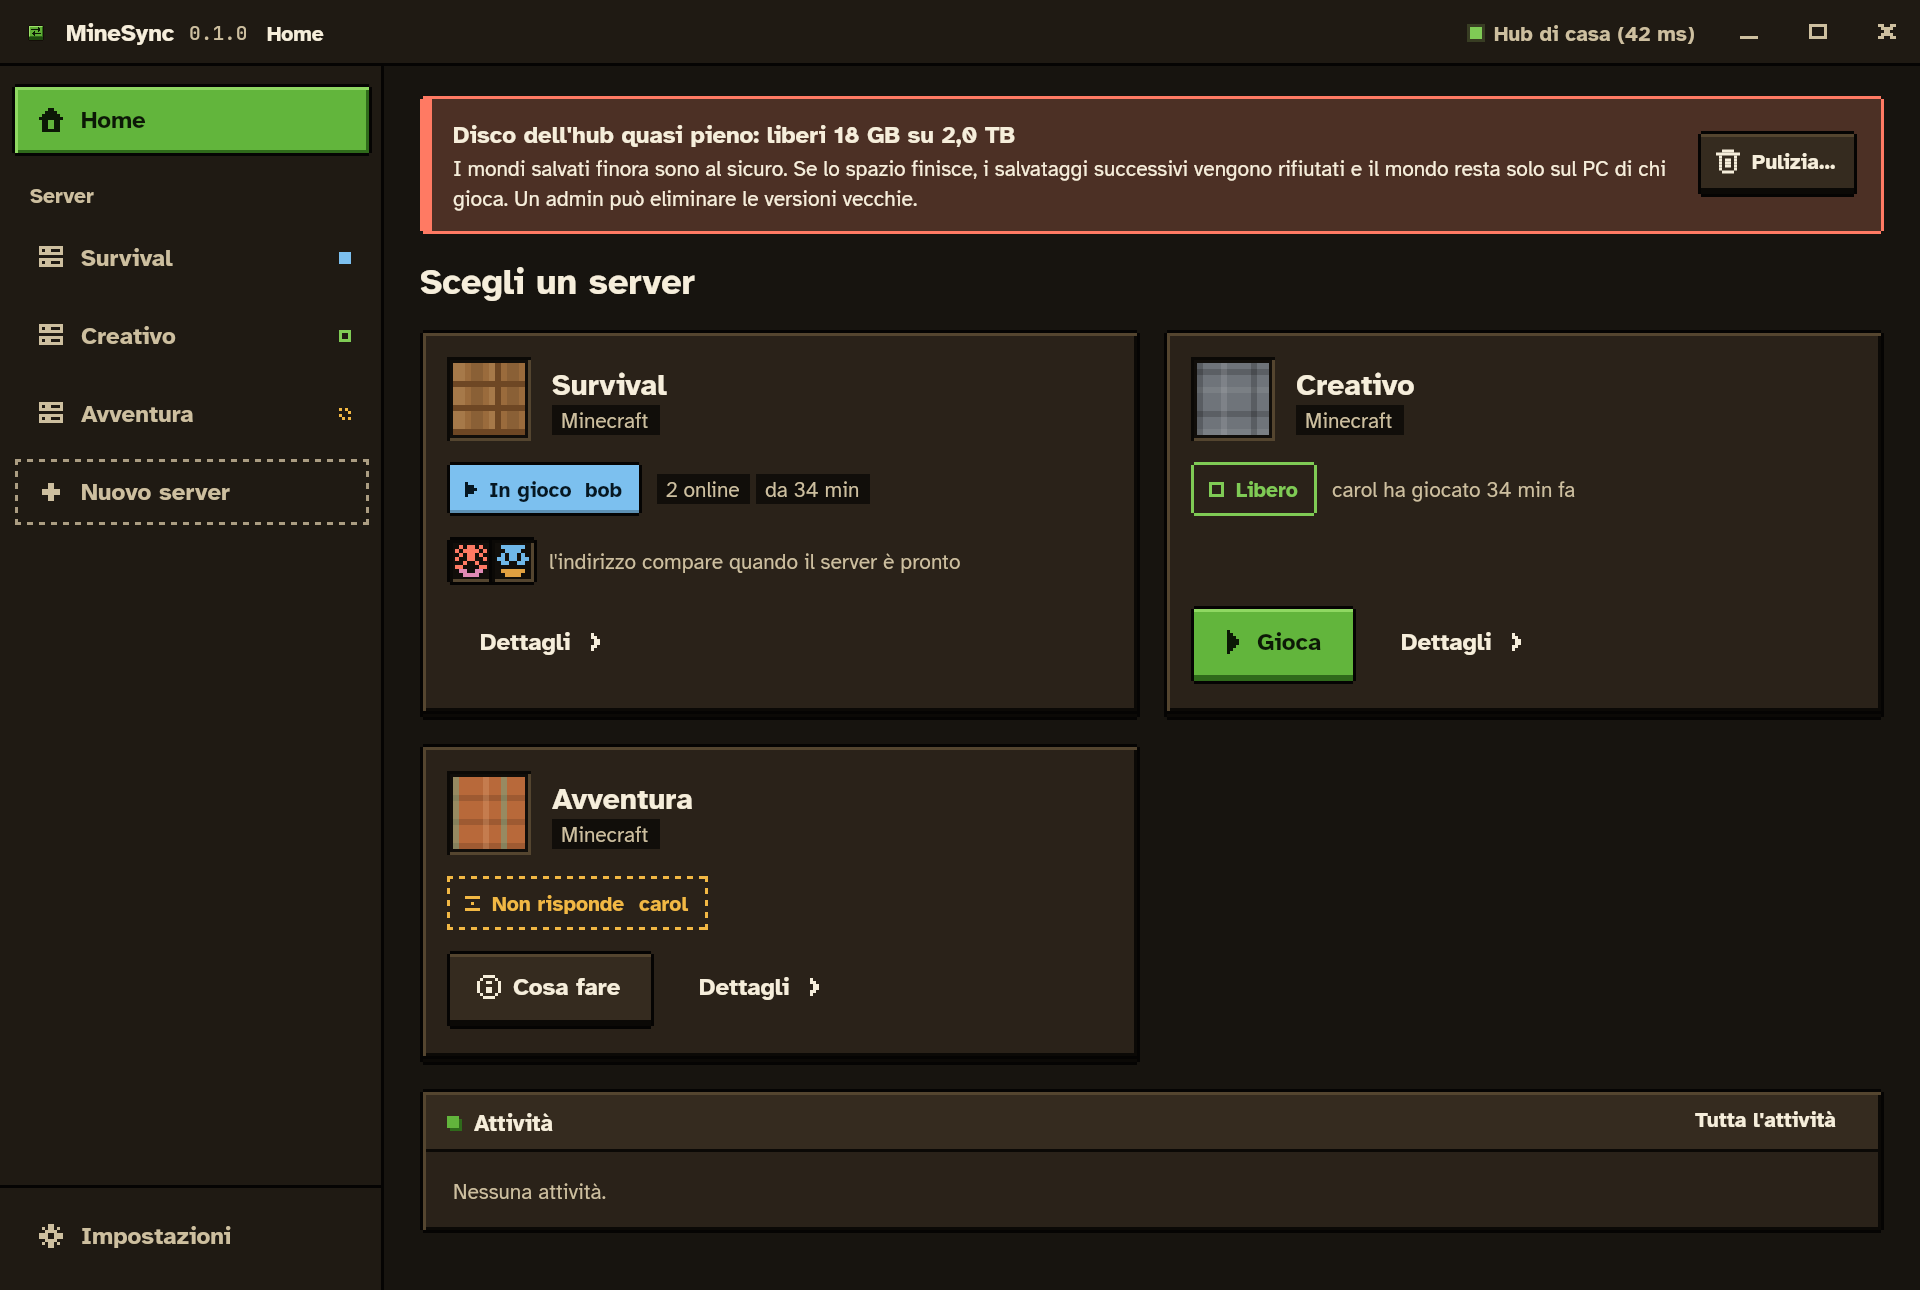 MineSync 0.1.0 Home
Hub di casa (42 ms)
Home
Server
Survival
Creativo
Avventura
Nuovo server
Impostazioni
Disco dell'hub quasi pieno: liberi 18 GB su 2,0 TB
I mondi salvati finora sono al sicuro. Se lo spazio finisce, i salvataggi successivi vengono rifiutati e il mondo resta solo sul PC di chi
gioca. Un admin può eliminare le versioni vecchie.
Pulizia...
Scegli un server
Survival
Minecraft
In gioco bob 2 online da 34 min
l'indirizzo compare quando il server è pronto
Dettagli
Creativo
Minecraft
Libero carol ha giocato 34 min fa
Gioca Dettagli
Avventura
Minecraft
Non risponde carol
Cosa fare Dettagli
Attività
Tutta l'attività
Nessuna attività.